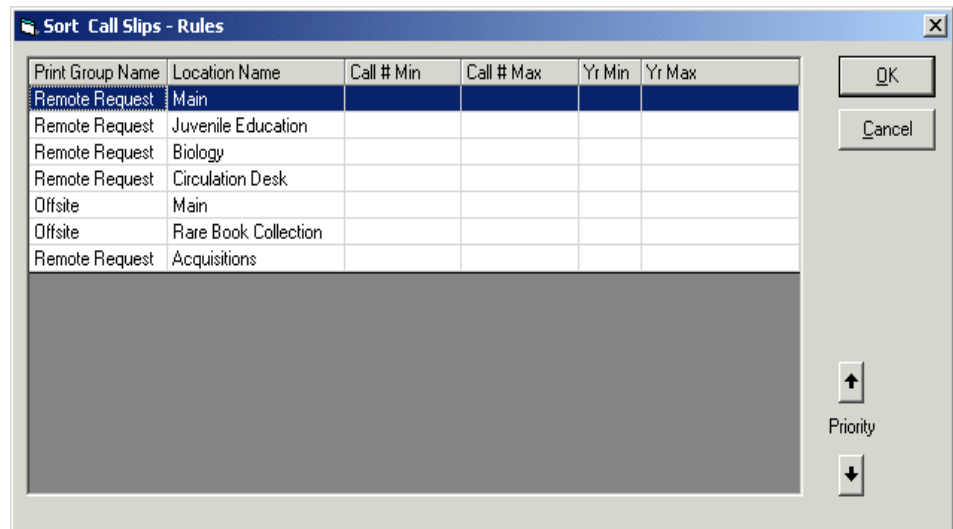 Sort Call Slips - Rules
Print Group Name Location Name Call # Min Call # Max Yr Min Yr Max
Remote Request Main
Remote Request Juvenile Education
Remote Request Biology
Remote Request Circulation Desk
Offsite Main
Offsite Rare Book Collection
Remote Request Acquisitions
OK
Cancel
Priority